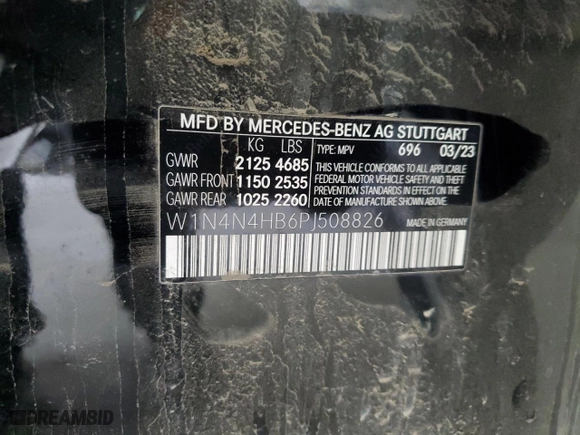 MFD BY MERCEDES-BENZ AG STUTTGART
KG LBS TYPE: MPV 696 03/23
GVWR 2125 4685
GAWR FRONT 1150 2535
GAWR REAR 1025 2260
THIS VEHICLE CONFORMS TO ALL APPLICABLE
FEDERAL MOTOR VEHICLE SAFETY AND THEFT
PREVENTION STANDARDS IN EFFECT ON THE
DATE OF MANUFACTURE SHOWN ABOVE.
W1N4N4HB6PJ508826
MADE IN GERMANY
DREAMBID